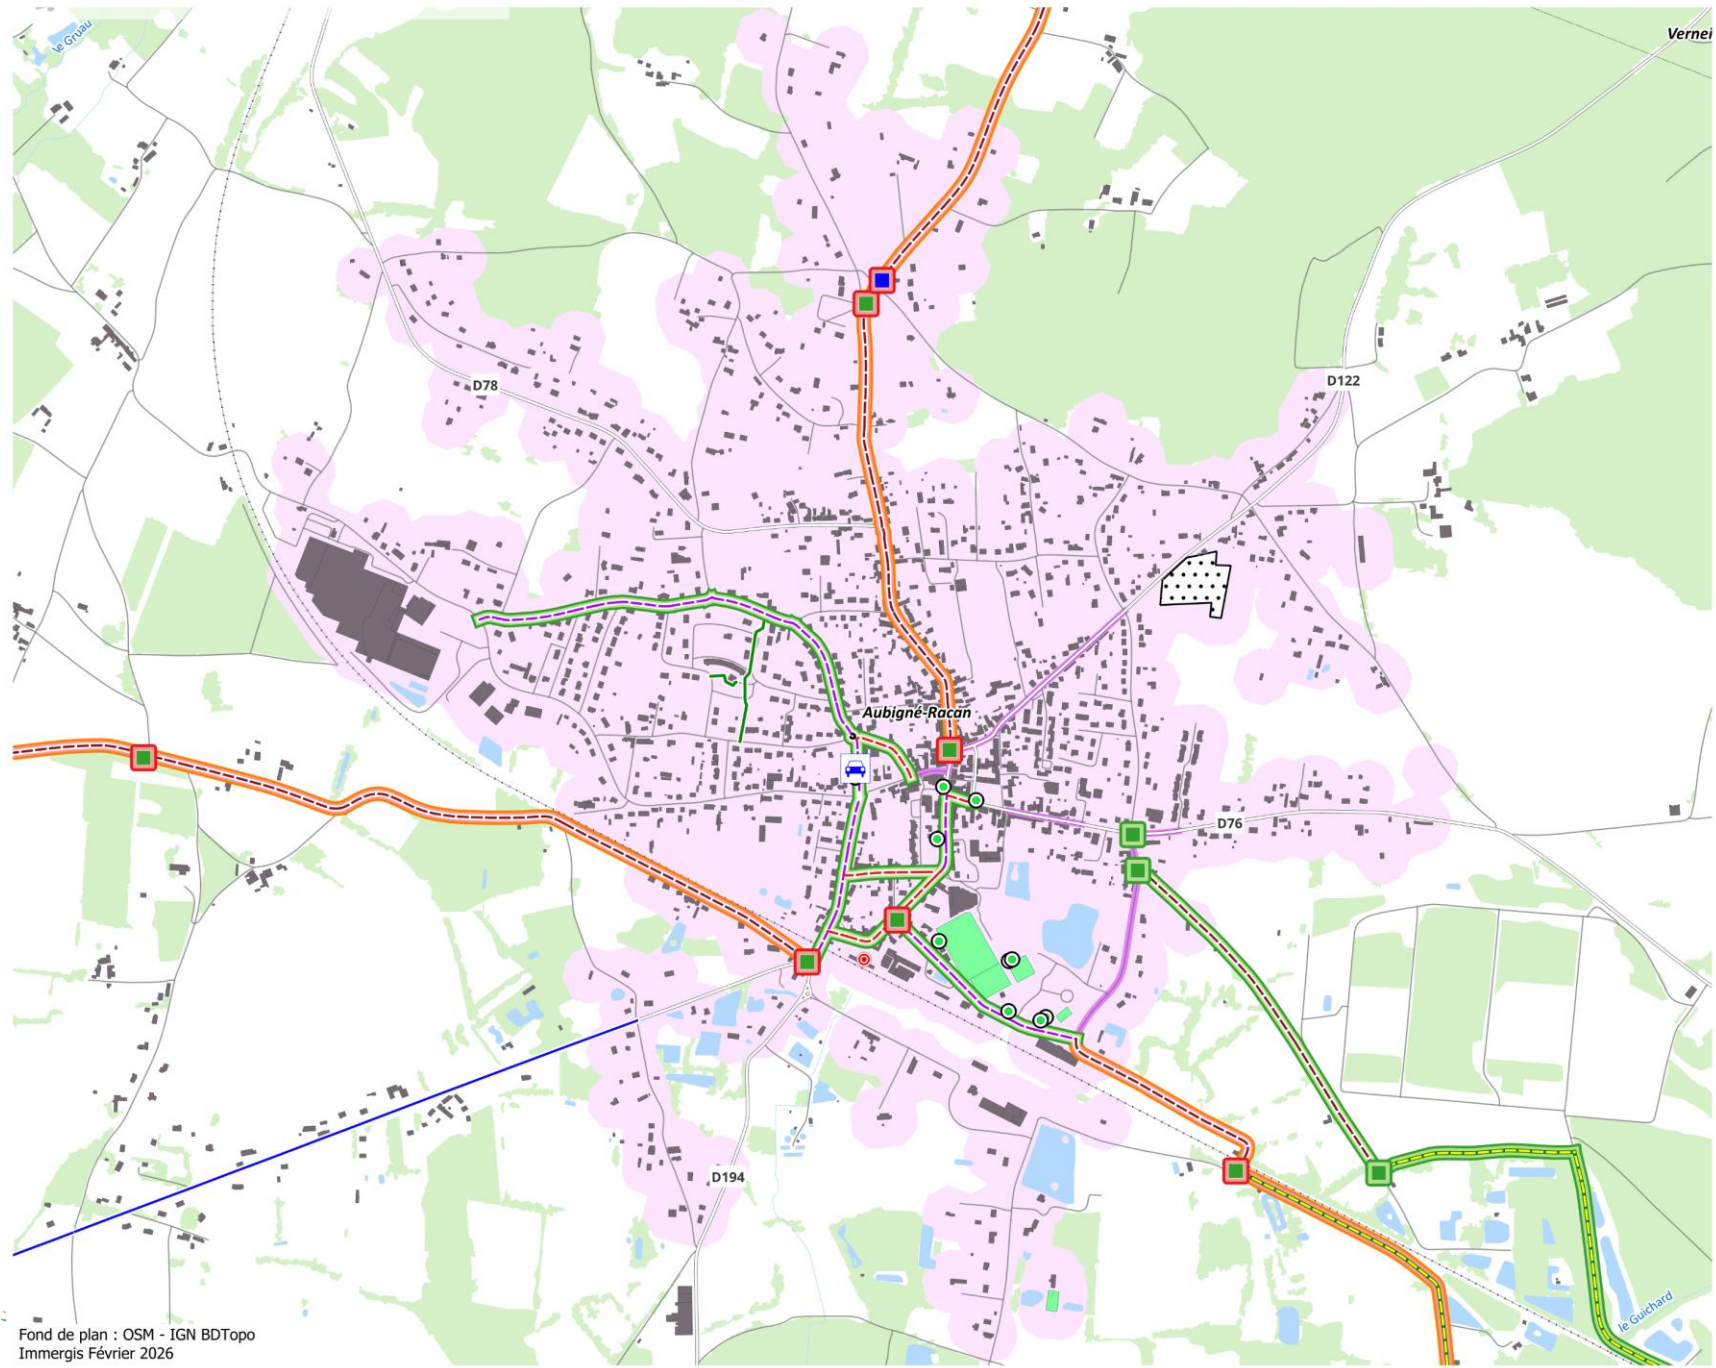 le Gruau
Vernei
D78
D122
Aubigné-Racan
D76
D194
le Guichard
Fond de plan : OSM - IGN BDTopo
Immergis Février 2026